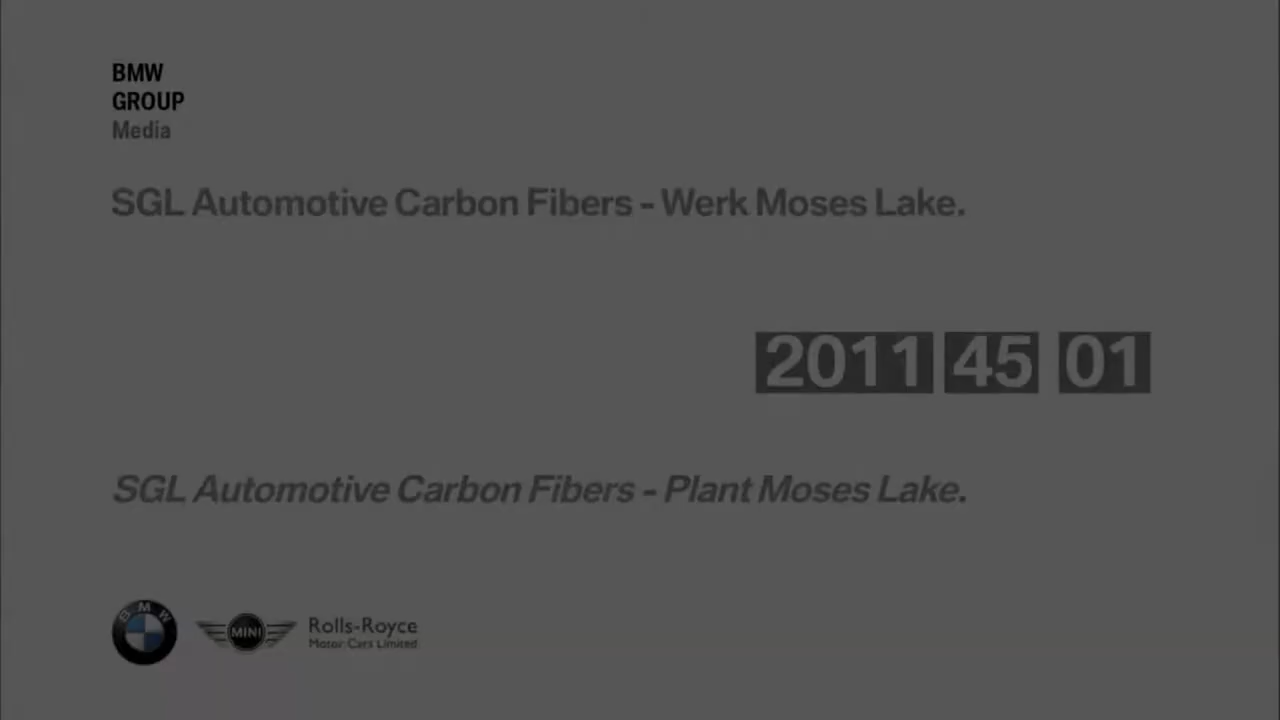 BMW
GROUP
Media
SGL Automotive Carbon Fibers - Werk Moses Lake.
2011 45 01
SGL Automotive Carbon Fibers - Plant Moses Lake.
BMW
MINI
Rolls-Royce
Motor Cars Limited